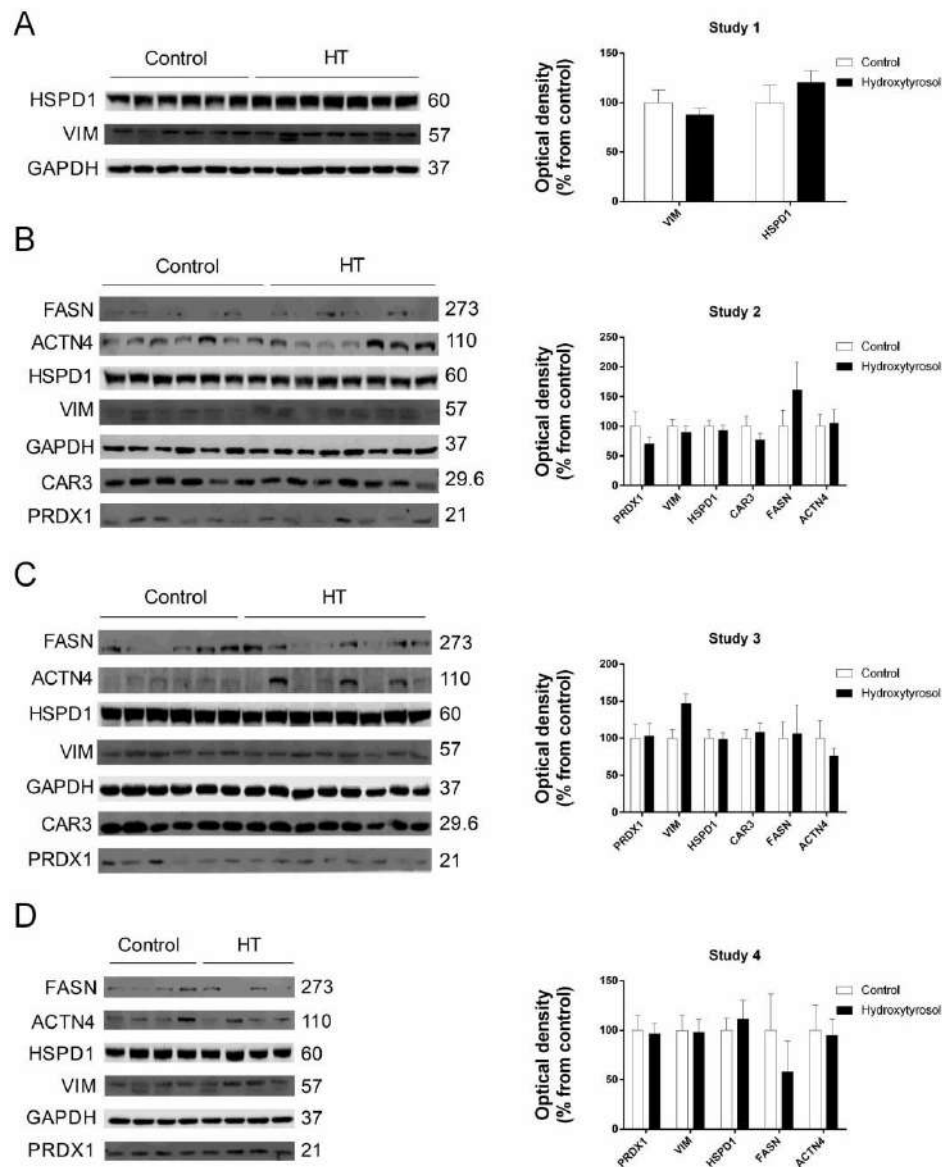 A
Control HT
HSPD1 60
VIM 57
GAPDH 37
Study 1
Optical density
(% from control)
150
100
50
0
VIM HSPD1
Control
Hydroxytyrosol
B
Control HT
FASN 273
ACTN4 110
HSPD1 60
VIM 57
GAPDH 37
CAR3 29.6
PRDX1 21
Study 2
Optical density
(% from control)
250
200
150
100
50
0
PRDX1 VIM HSPD1 CAR3 FASN ACTN4
Control
Hydroxytyrosol
C
Control HT
FASN 273
ACTN4 110
HSPD1 60
VIM 57
GAPDH 37
CAR3 29.6
PRDX1 21
Study 3
Optical density
(% from control)
200
150
100
50
0
PRDX1 VIM HSPD1 CAR3 FASN ACTN4
Control
Hydroxytyrosol
D
Control HT
FASN 273
ACTN4 110
HSPD1 60
VIM 57
GAPDH 37
PRDX1 21
Study 4
Optical density
(% from control)
150
100
50
0
PRDX1 VIM HSPD1 FASN ACTN4
Control
Hydroxytyrosol